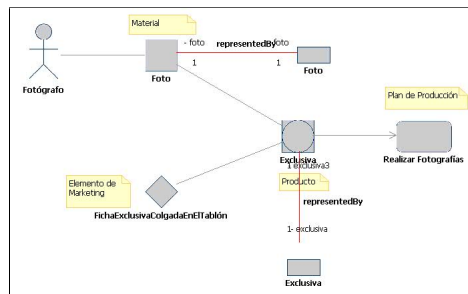 Material
- foto
representedBy
foto
1
1
Fotógrafo
Foto
Foto
Plan de Producción
Exclusiva
Realizar Fotografías
1 exclusiva3
Elemento de
Marketing
Producto
representedBy
FichaExclusivaColgadaEnElTablón
1- exclusiva
Exclusiva